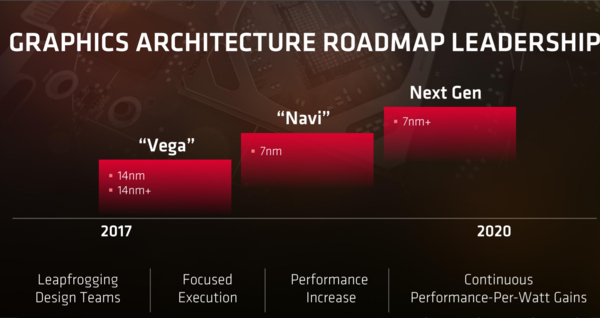 GRAPHICS ARCHITECTURE ROADMAP LEADERSHIP
"Vega"
14nm
14nm+
"Navi"
7nm
Next Gen
7nm+
2017
2020
Leapfrogging
Design Teams
Focused
Execution
Performance
Increase
Continuous
Performance-Per-Watt Gains